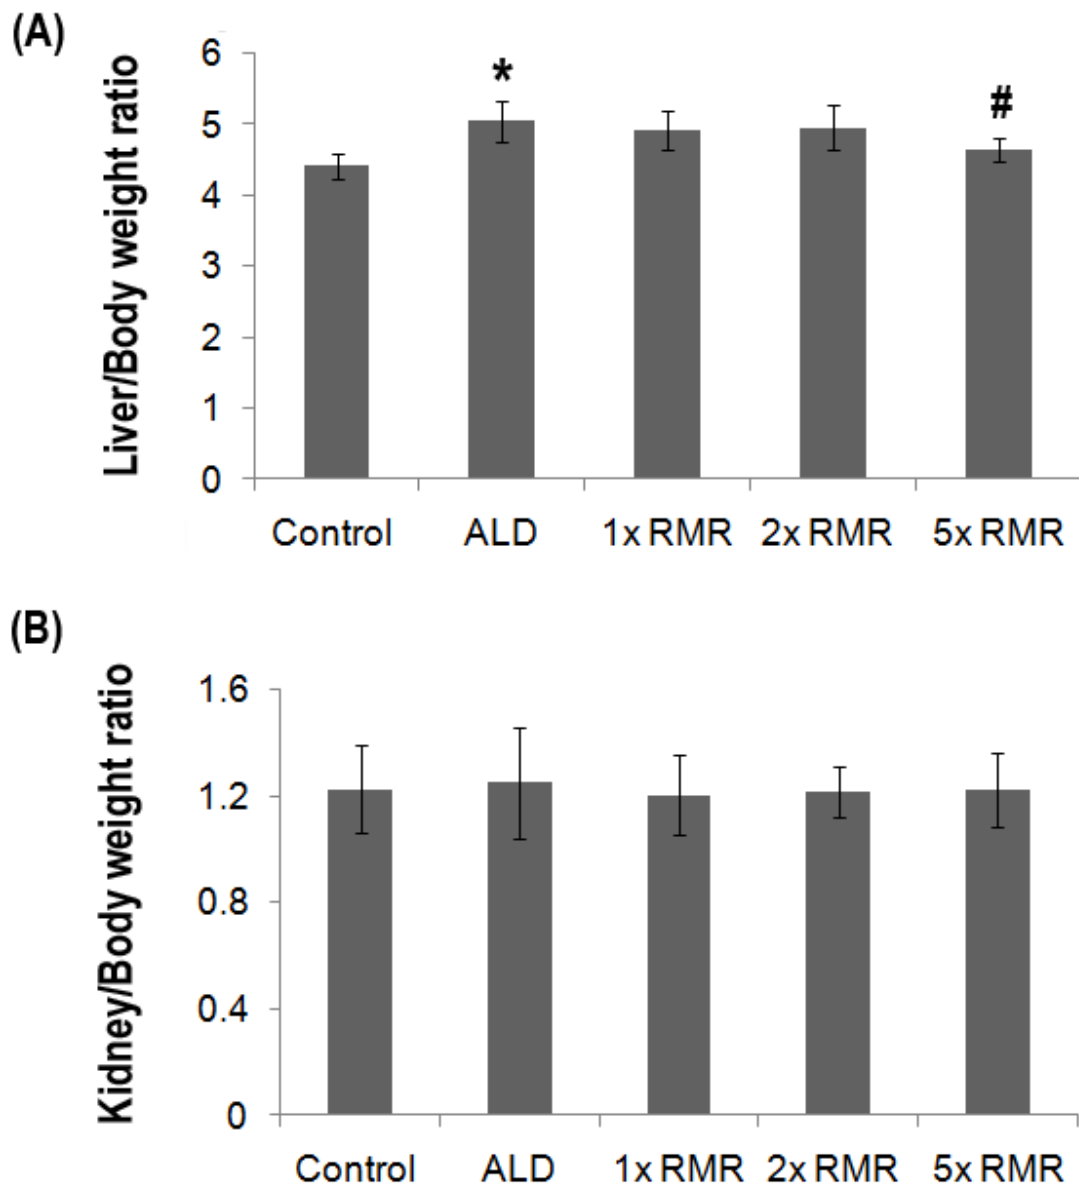 (A)
Liver/Body weight ratio
6
5
4
3
2
1
0
*
#
Control ALD 1x RMR 2x RMR 5x RMR
(B)
Kidney/Body weight ratio
1.6
1.2
0.8
0.4
0
Control ALD 1x RMR 2x RMR 5x RMR